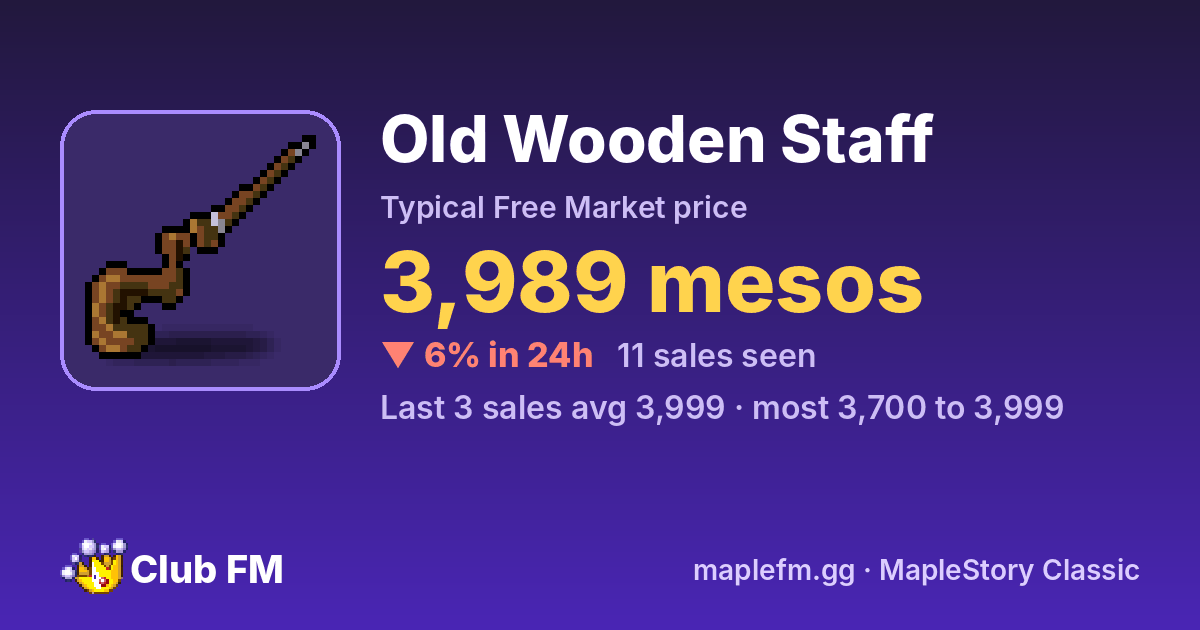 Old Wooden Staff
Typical Free Market price
3,989 mesos
▼ 6% in 24h 11 sales seen
Last 3 sales avg 3,999 · most 3,700 to 3,999
Club FM
maplefm.gg · MapleStory Classic